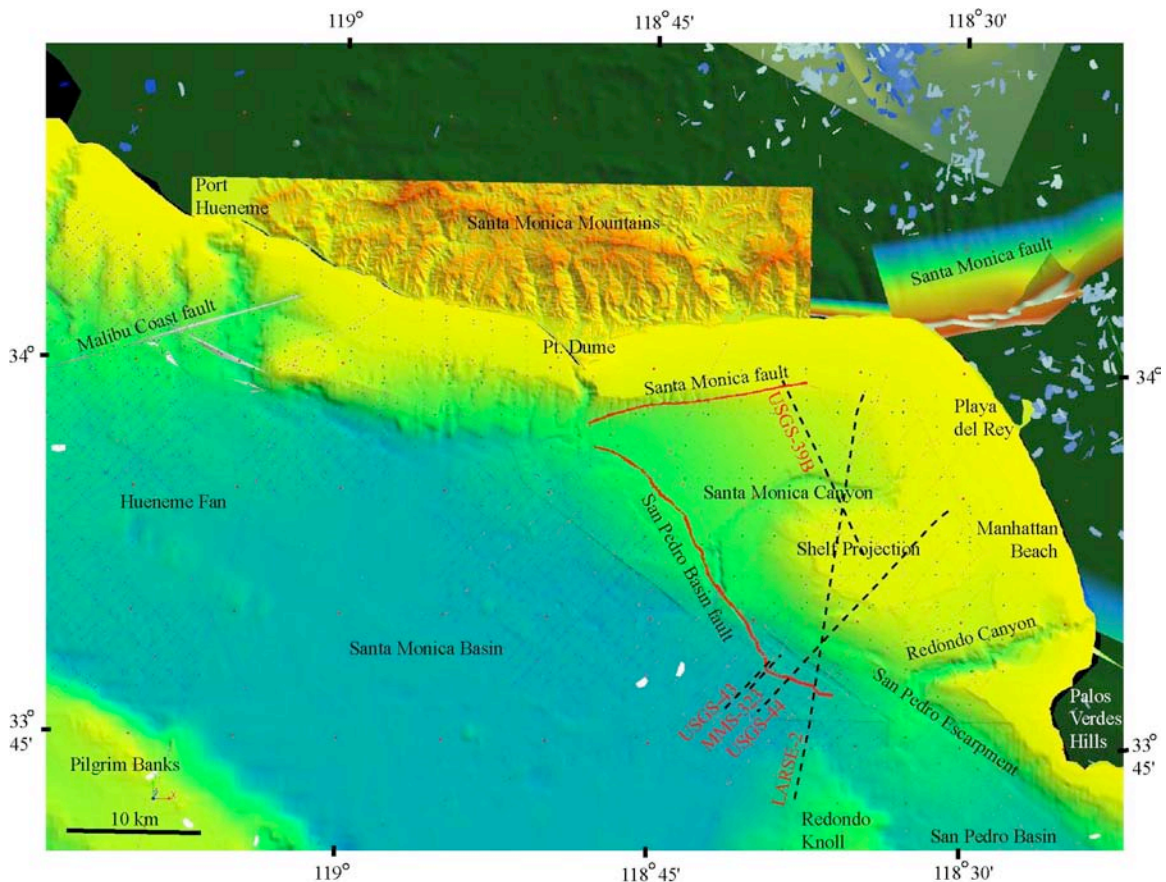 119°
118°45'
118°30'
Port
Hueneme
Santa Monica Mountains
Santa Monica fault
Malibu Coast fault
Pt. Dume
34°
34°
Santa Monica fault
USGS-39B
Playa
del Rey
Hueneme Fan
Santa Monica Canyon
Manhattan
Beach
Shelf Projection
San Pedro Basin fault
Santa Monica Basin
Redondo Canyon
San Pedro Escarpment
Palos
Verdes
Hills
USGS-43
MMS-323
USGS-44
LARSE-2
33°
45'
33°
45'
Pilgrim Banks
10 km
Redondo
Knoll
San Pedro Basin
119°
118°45'
118°30'